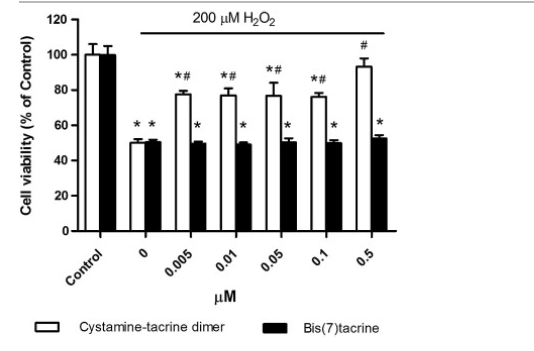 200 μM H₂O₂
120
100
80
60
40
20
0
Cell viability (% of Control)
* * *# * *# * *# * *# * # *
Control 0 0.005 0.01 0.05 0.1 0.5
μM
Cystamine-tacrine dimer Bis(7)tacrine